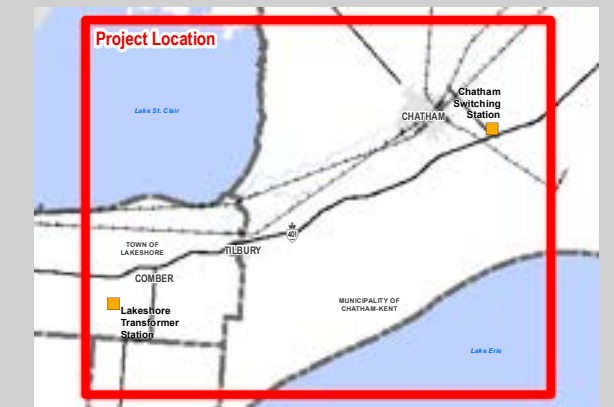 Project Location
Lake St. Clair
Chatham
Switching
Station
CHATHAM
401
TOWN OF
LAKESHORE
TILBURY
COMBER
MUNICIPALITY OF
CHATHAM-KENT
Lakeshore
Transformer
Station
Lake Erie